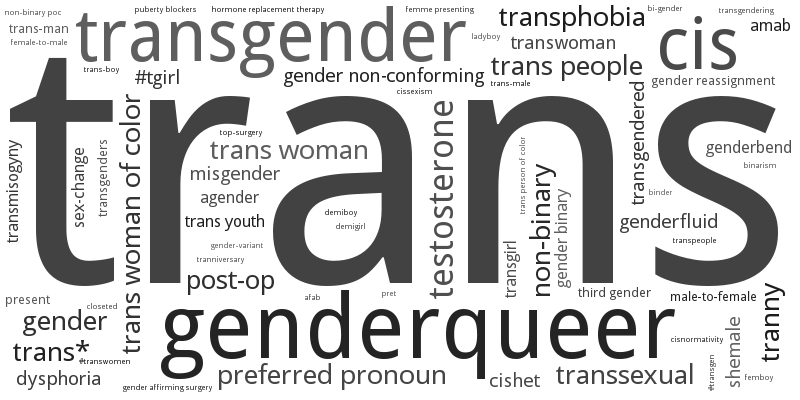 non-binary poc
puberty blockers
hormone replacement therapy
femme presenting
bi-gender
transgendering
trans-man
transgender
ladyboy
transphobia
cis
amab
female-to-male
transwoman
trans-boy
#tgirl
gender non-conforming
trans people
trans-male
gender reassignment
cissexism
trans
transmisogyny
sex-change
transgenders
trans woman of color
top-surgery
trans woman
misgender
agender
trans youth
demiboy
demigirl
gender-variant
tranniversary
post-op
testosterone
trans person of color
non-binary
gender binary
transgirl
transgendered
binder
genderbend
binarism
genderfluid
transpeople
third gender
male-to-female
present
closeted
afab
pret
gender
genderqueer
cisnormativity
tranny
trans*
#transwomen
shemale
#transgen
dysphoria
gender affirming surgery
preferred pronoun
cishet
transsexual
femboy